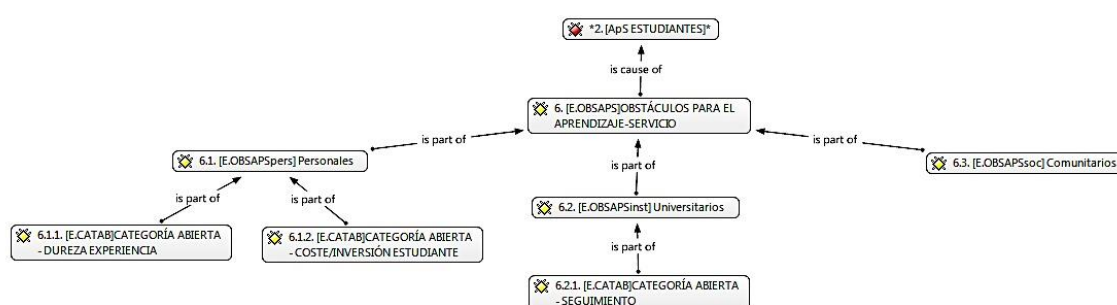 *2. [ApS ESTUDIANTES]*
is cause of
6. [E.OBSAPS]OBSTÁCULOS PARA EL
APRENDIZAJE-SERVICIO
is part of
is part of
is part of
6.1. [E.OBSAPSpers] Personales
6.3. [E.OBSAPSsoc] Comunitarios
is part of
is part of
6.2. [E.OBSAPSinst] Universitarios
6.1.1. [E.CATAB]CATEGORÍA ABIERTA
- DUREZA EXPERIENCIA
6.1.2. [E.CATAB]CATEGORÍA ABIERTA
- COSTE/INVERSIÓN ESTUDIANTE
is part of
6.2.1. [E.CATAB]CATEGORÍA ABIERTA
- SEGUIMIENTO